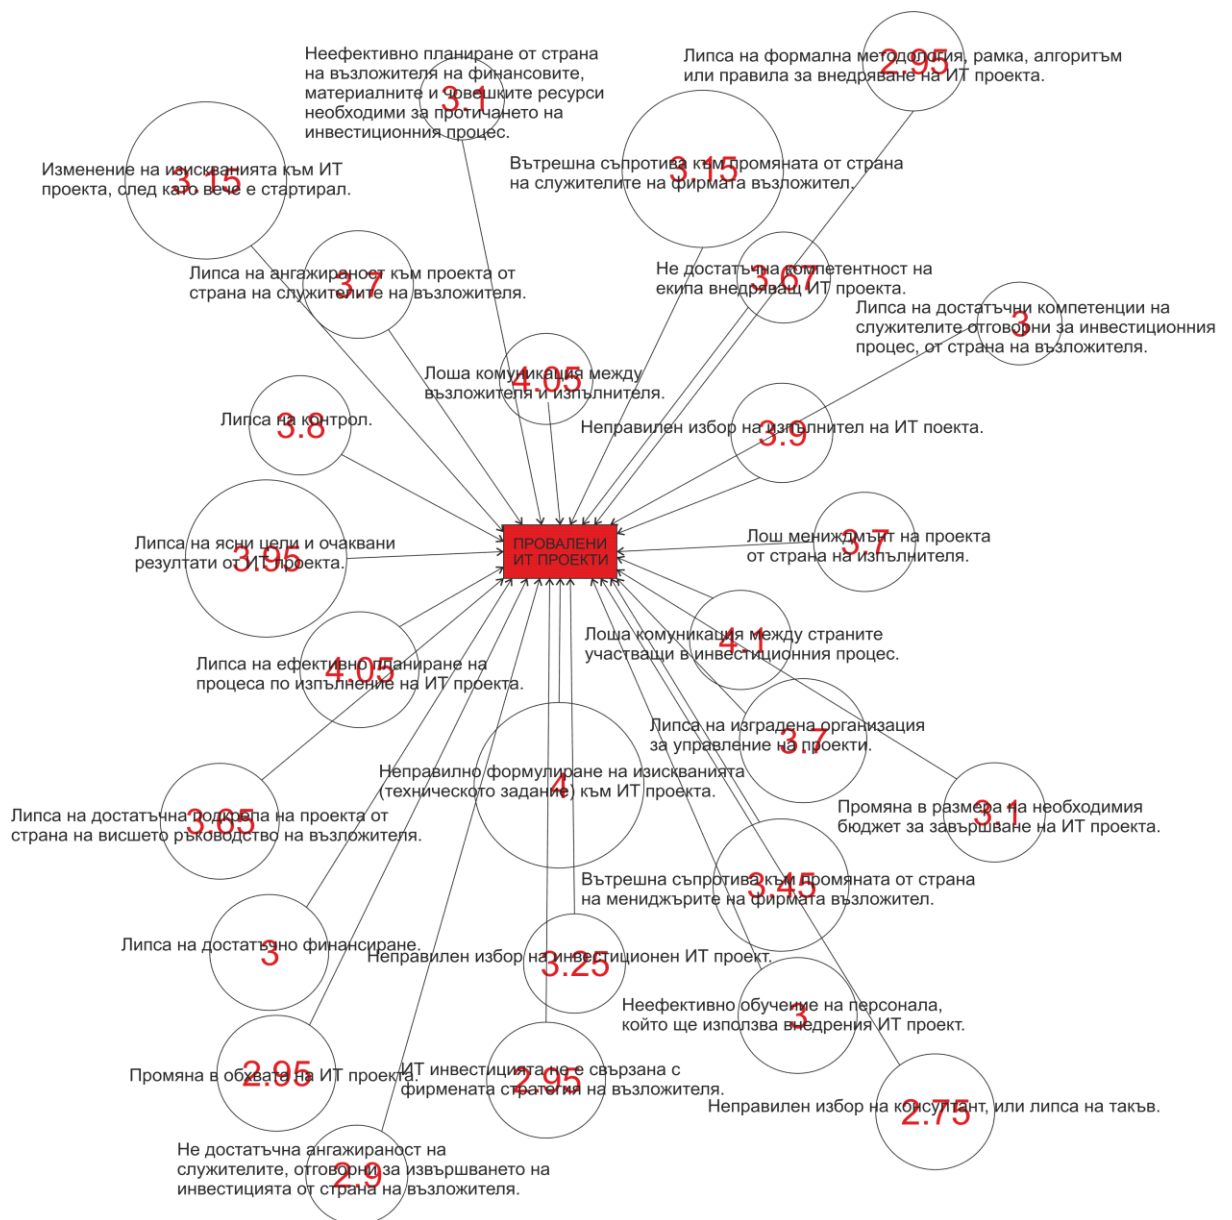 Неефективно планиране от страна
на възложителя на финансовите,
материалните и човешките ресурси
необходими за протичането на
инвестиционния процес.
3.1
Липса на формална методология, рамка, алгоритъм
или правила за внедряване на ИТ проекта.
2.95
Изменение на изискванията към ИТ
проекта, след като вече е стартирал.
3.15
Вътрешна съпротива към промяната от страна
на служителите на фирмата възложител.
3.15
Липса на ангажираност към проекта от
страна на служителите на възложителя.
3.7
Не достатъчна компетентност на
екипа внедряващ ИТ проекта.
3.67
Липса на достатъчни компетенции на
служителите отговорни за инвестиционния
процес, от страна на възложителя.
3
Лоша комуникация между
възложителя и изпълнителя.
4.05
Липса на контрол.
3.8
Неправилен избор на изпълнител на ИТ поекта.
3.9
Липса на ясни цели и очаквани
резултати от ИТ проекта.
3.95
ПРОВАЛЕНИ
ИТ ПРОЕКТИ
Лош мениджмънт на проекта
от страна на изпълнителя.
3.7
Лоша комуникация между страните
участващи в инвестиционния процес.
4.1
Липса на ефективно планиране на
процеса по изпълнение на ИТ проекта.
4.05
Липса на изградена организация
за управление на проекти.
3.7
Неправилно формулиране на изискванията
(техническото задание) към ИТ проекта.
4
Липса на достатъчна подкрепа на проекта от
страна на висшето ръководство на възложителя.
3.65
Промяна в размера на необходимия
бюджет за завършване на ИТ проекта.
3.1
Вътрешна съпротива към промяната от страна
на мениджърите на фирмата възложител.
3.45
Липса на достатъчно финансиране.
3
Неправилен избор на инвестиционен ИТ проект.
3.25
Неефективно обучение на персонала,
който ще използва внедрения ИТ проект.
3
Промяна в обхвата на ИТ проекта.
2.95
ИТ инвестицията не е свързана с
фирмената стратегия на възложителя.
2.95
Неправилен избор на консултант, или липса на такъв.
2.75
Не достатъчна ангажираност на
служителите, отговорни за извършването на
инвестицията от страна на възложителя.
2.9